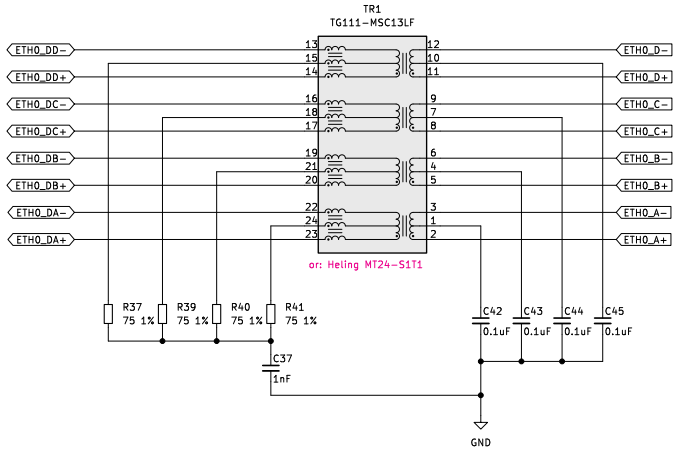 TR1
TG111-MSC13LF
ETH0_DD- 13 12 ETH0_D-
15 10
ETH0_DD+ 14 11 ETH0_D+
ETH0_DC- 16 9 ETH0_C-
18 7
ETH0_DC+ 17 8 ETH0_C+
ETH0_DB- 19 6 ETH0_B-
21 4
ETH0_DB+ 20 5 ETH0_B+
ETH0_DA- 22 3 ETH0_A-
24 1
ETH0_DA+ 23 2 ETH0_A+
or: Heling MT24-S1T1
R37 R39 R40 R41 C42 C43 C44 C45
75 1% 75 1% 75 1% 75 1% 0.1uF 0.1uF 0.1uF 0.1uF
C37
1nF
GND